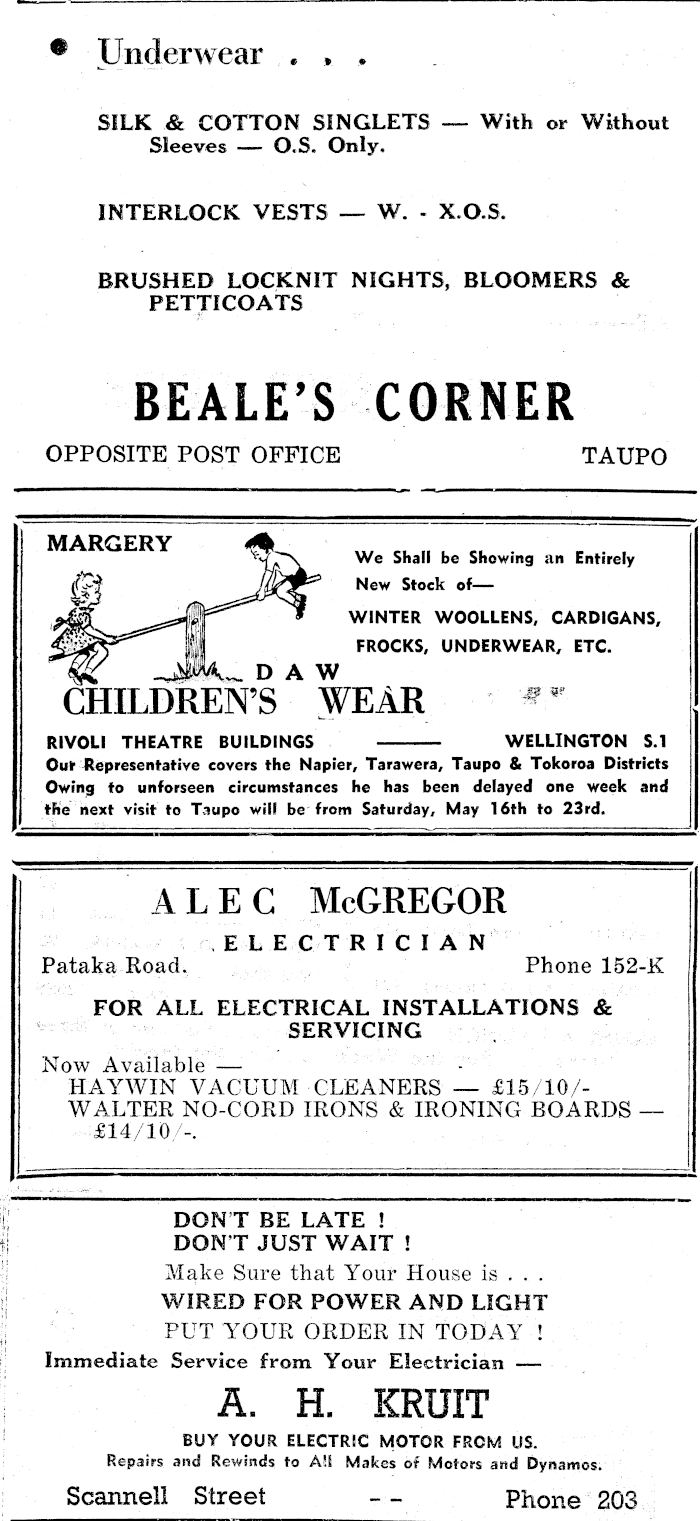 Underwear . . .
SILK & COTTON SINGLETS — With or Without
Sleeves — O.S. Only.
INTERLOCK VESTS — W. - X.O.S.
BRUSHED LOCKNIT NIGHTS, BLOOMERS &
PETTICOATS
BEALE'S CORNER
OPPOSITE POST OFFICE TAUPO
MARGERY
We Shall be Showing an Entirely
New Stock of—
WINTER WOOLLENS, CARDIGANS,
FROCKS, UNDERWEAR, ETC.
DAW
CHILDREN'S WEAR
RIVOLI THEATRE BUILDINGS ——— WELLINGTON S.1
Our Representative covers the Napier, Tarawera, Taupo & Tokoroa Districts
Owing to unforseen circumstances he has been delayed one week and
the next visit to Taupo will be from Saturday, May 16th to 23rd.
ALEC McGREGOR
ELECTRICIAN
Pataka Road. Phone 152-K
FOR ALL ELECTRICAL INSTALLATIONS &
SERVICING
Now Available —
HAYWIN VACUUM CLEANERS — £15/10/-
WALTER NO-CORD IRONS & IRONING BOARDS —
£14/10/-.
DON'T BE LATE !
DON'T JUST WAIT !
Make Sure that Your House is . . .
WIRED FOR POWER AND LIGHT
PUT YOUR ORDER IN TODAY !
Immediate Service from Your Electrician —
A. H. KRUIT
BUY YOUR ELECTRIC MOTOR FROM US.
Repairs and Rewinds to All Makes of Motors and Dynamos.
Scannell Street -- Phone 203